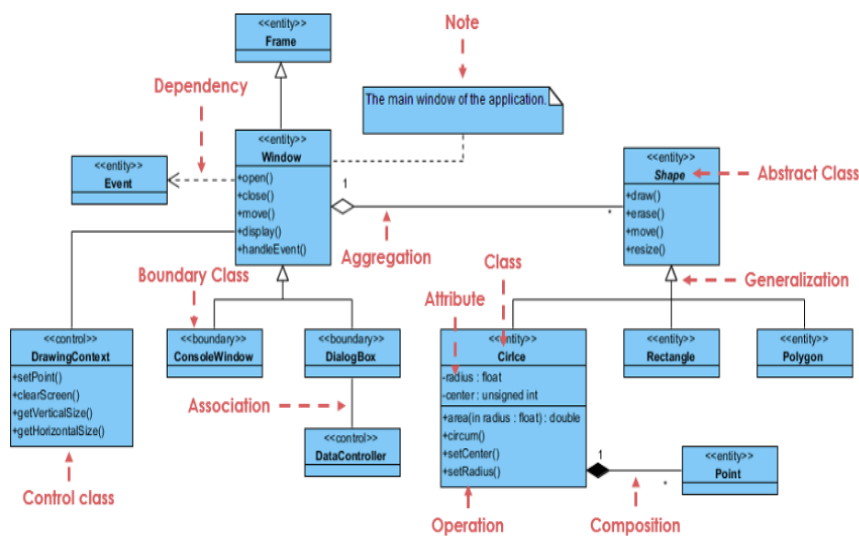 <<entity>>
Frame
Note
Dependency
The main window of the application.
<<entity>>
Window
+open()
+close()
+move()
+display()
+handleEvent()
<<entity>>
Event
1
*
Aggregation
<<entity>>
Shape
+draw()
+erase()
+move()
+resize()
Abstract Class
Boundary Class
Class
Attribute
Generalization
<<control>>
DrawingContext
+setPoint()
+clearScreen()
+getVerticalSize()
+getHorizontalSize()
<<boundary>>
ConsoleWindow
<<boundary>>
DialogBox
<<entity>>
Cirlce
-radius : float
-center : unsigned int
+area(in radius : float) : double
+circum()
+setCenter()
+setRadius()
<<entity>>
Rectangle
<<entity>>
Polygon
Association
<<control>>
DataController
1
*
<<entity>>
Point
Control class
Operation
Composition